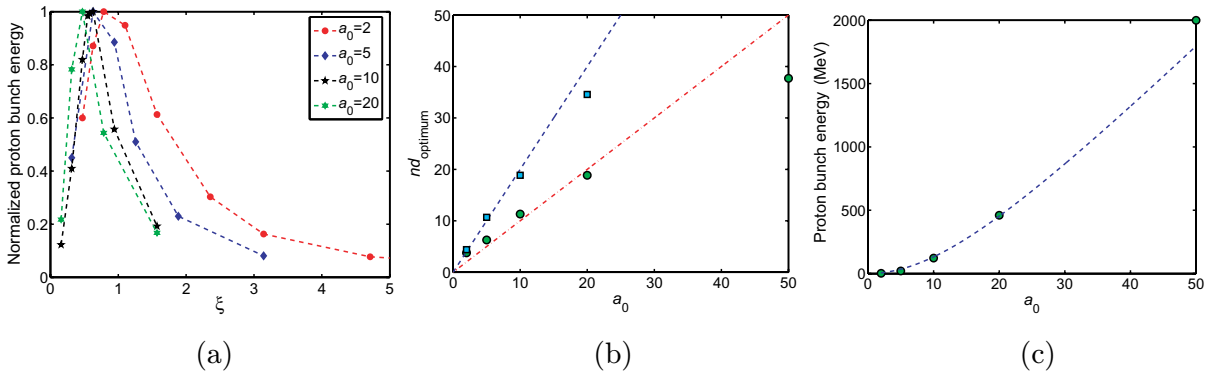 Normalized proton bunch energy
1
0.8
0.6
0.4
0.2
0
0 1 2 3 4 5
ξ
a₀=2
a₀=5
a₀=10
a₀=20
(a)
nd optimum
50
40
30
20
10
0
0 10 20 30 40 50
a₀
(b)
Proton bunch energy (MeV)
2000
1500
1000
500
0
0 10 20 30 40 50
a₀
(c)